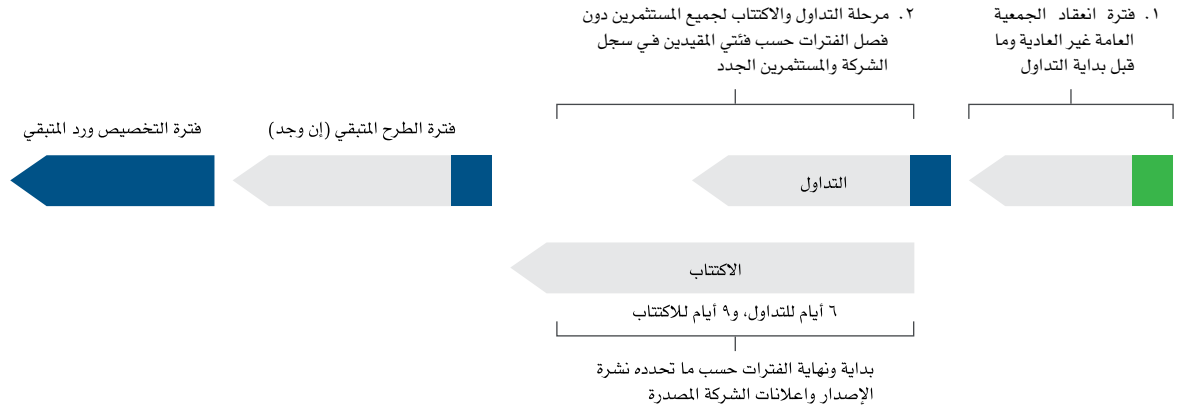 ١. فترة انعقاد الجمعية
العامة غير العادية وما
قبل بداية التداول
٢. مرحلة التداول والاكتتاب لجميع المستثمرين دون
فصل الفترات حسب فئتي المقيدين في سجل
الشركة والمستثمرين الجدد
فترة الطرح المتبقي (إن وجد)
فترة التخصيص ورد المتبقي
التداول
الاكتتاب
٦ أيام للتداول، و٩ أيام للاكتتاب
بداية ونهاية الفترات حسب ما تحدده نشرة
الإصدار واعلانات الشركة المصدرة